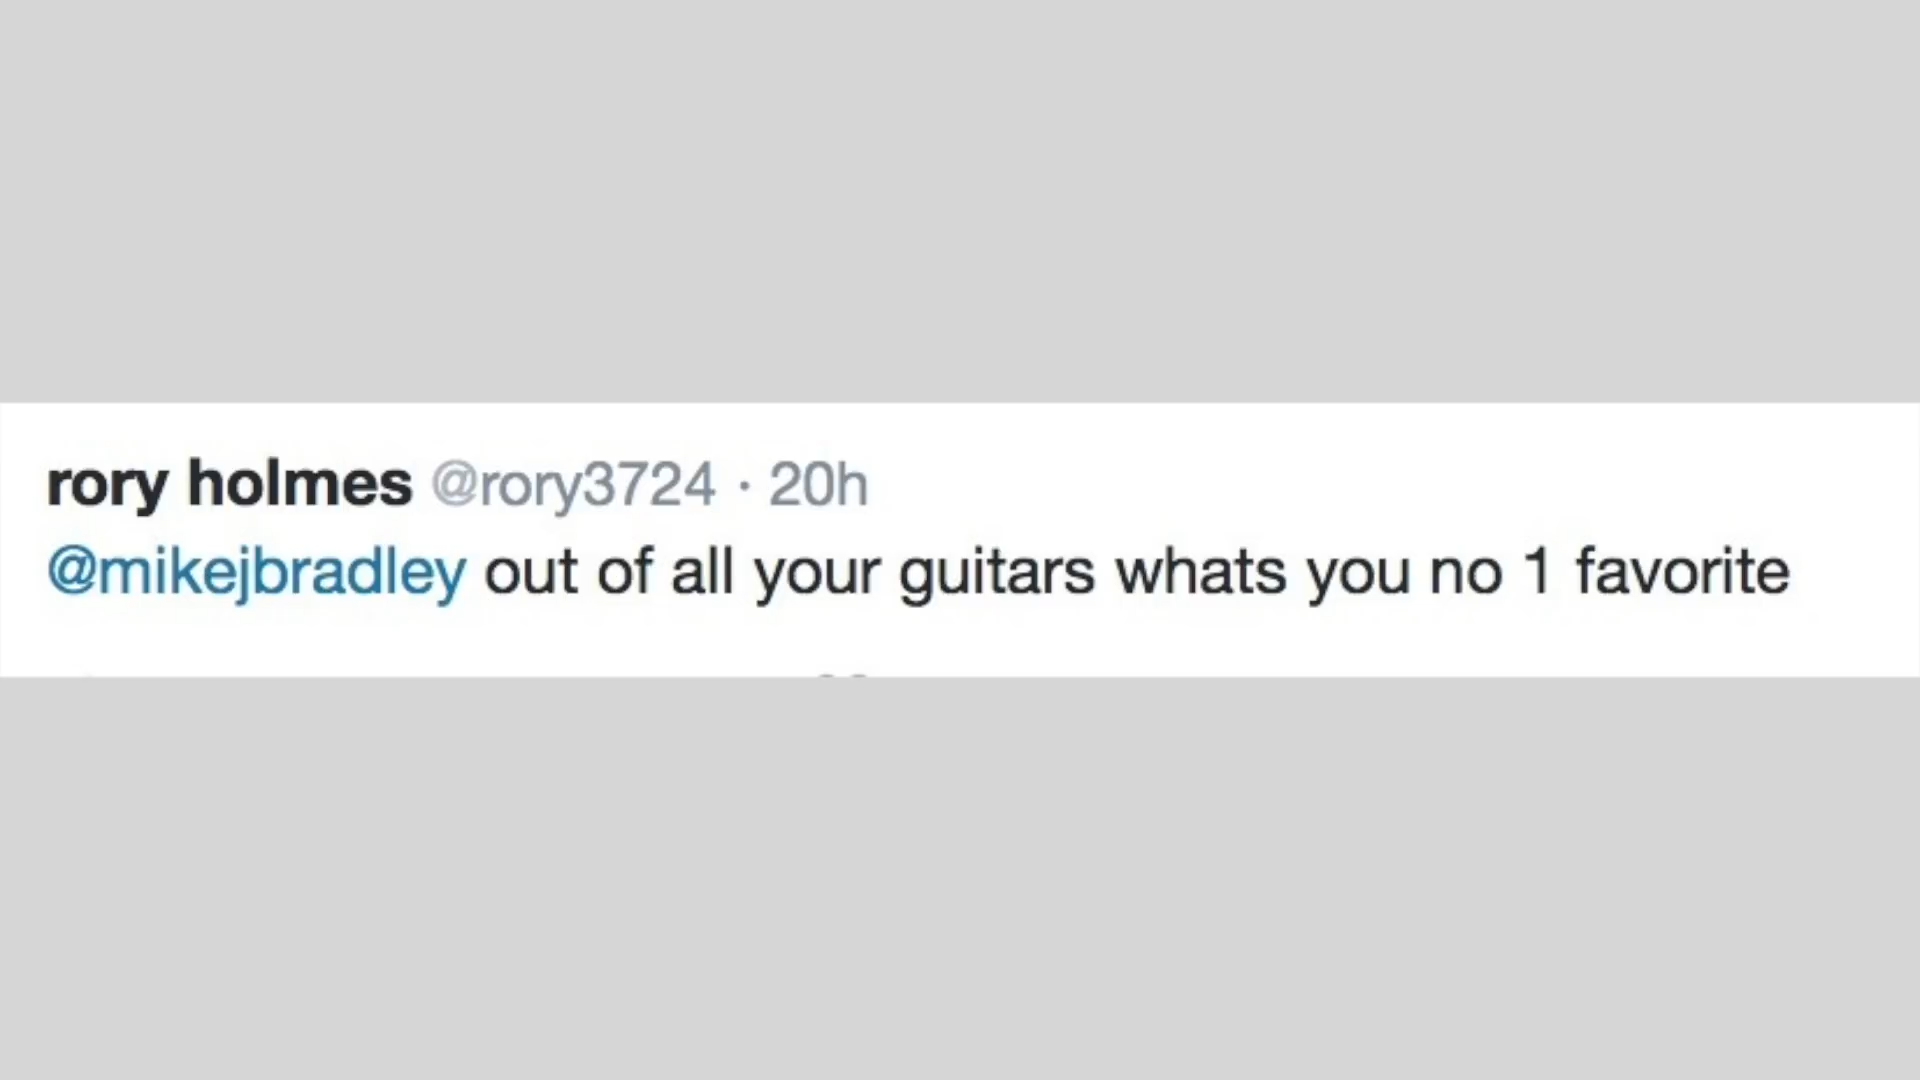 rory holmes @rory3724 · 20h
@mikejbradley out of all your guitars whats you no 1 favorite